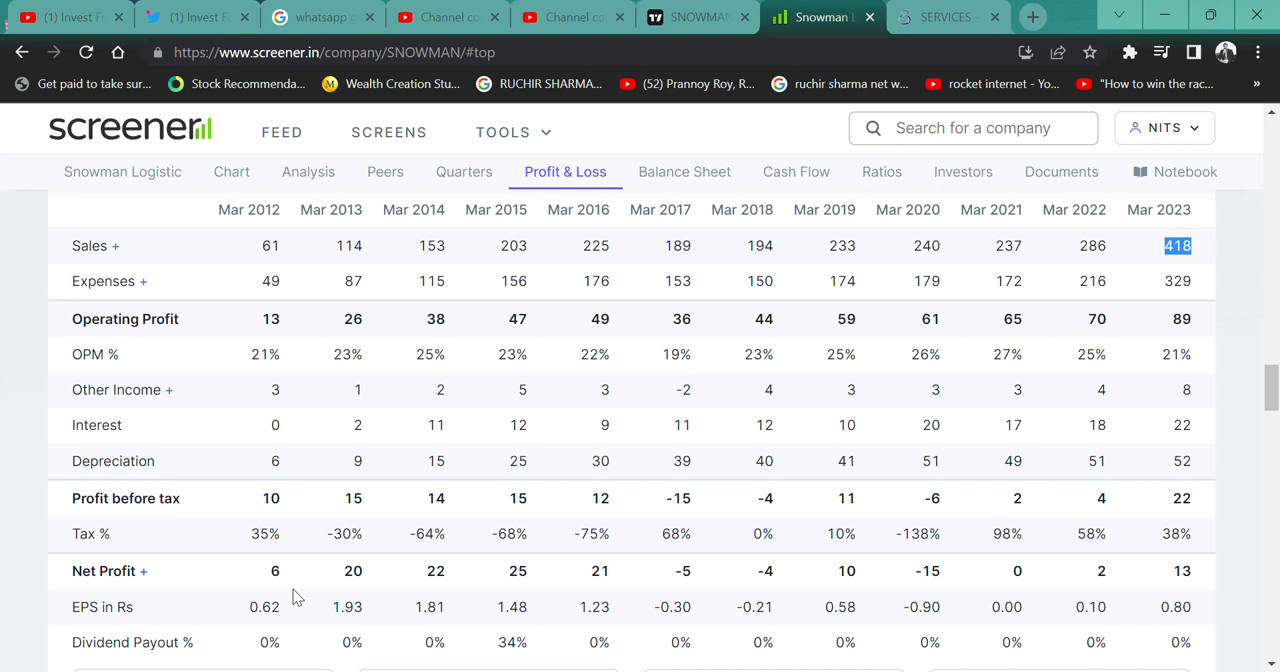 (1) Invest F
(1) Invest F
whatsapp g
Channel co
Channel co
SNOWMAN
Snowman L
SERVICES -
https://www.screener.in/company/SNOWMAN/#top
Get paid to take sur...
Stock Recommenda...
Wealth Creation Stu...
RUCHIR SHARMA...
(52) Prannoy Roy, R...
ruchir sharma net w...
rocket internet - Yo...
"How to win the rac...
»
screener
FEED
SCREENS
TOOLS
Search for a company
NITS
Snowman Logistic
Chart
Analysis
Peers
Quarters
Profit & Loss
Balance Sheet
Cash Flow
Ratios
Investors
Documents
Notebook
Mar 2012 Mar 2013 Mar 2014 Mar 2015 Mar 2016 Mar 2017 Mar 2018 Mar 2019 Mar 2020 Mar 2021 Mar 2022 Mar 2023
Sales + 61 114 153 203 225 189 194 233 240 237 286 418
Expenses + 49 87 115 156 176 153 150 174 179 172 216 329
Operating Profit 13 26 38 47 49 36 44 59 61 65 70 89
OPM % 21% 23% 25% 23% 22% 19% 23% 25% 26% 27% 25% 21%
Other Income + 3 1 2 5 3 -2 4 3 3 3 4 8
Interest 0 2 11 12 9 11 12 10 20 17 18 22
Depreciation 6 9 15 25 30 39 40 41 51 49 51 52
Profit before tax 10 15 14 15 12 -15 -4 11 -6 2 4 22
Tax % 35% -30% -64% -68% -75% 68% 0% 10% -138% 98% 58% 38%
Net Profit + 6 20 22 25 21 -5 -4 10 -15 0 2 13
EPS in Rs 0.62 1.93 1.81 1.48 1.23 -0.30 -0.21 0.58 -0.90 0.00 0.10 0.80
Dividend Payout % 0% 0% 0% 34% 0% 0% 0% 0% 0% 0% 0% 0%